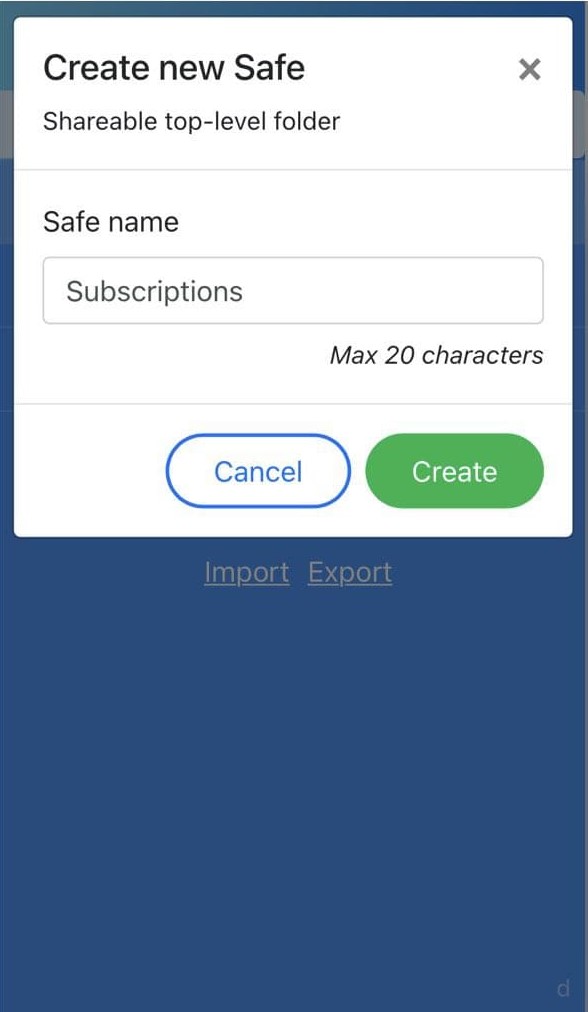 Create new Safe ×
Shareable top-level folder
Safe name
Subscriptions
Max 20 characters
Cancel Create
Import Export
d